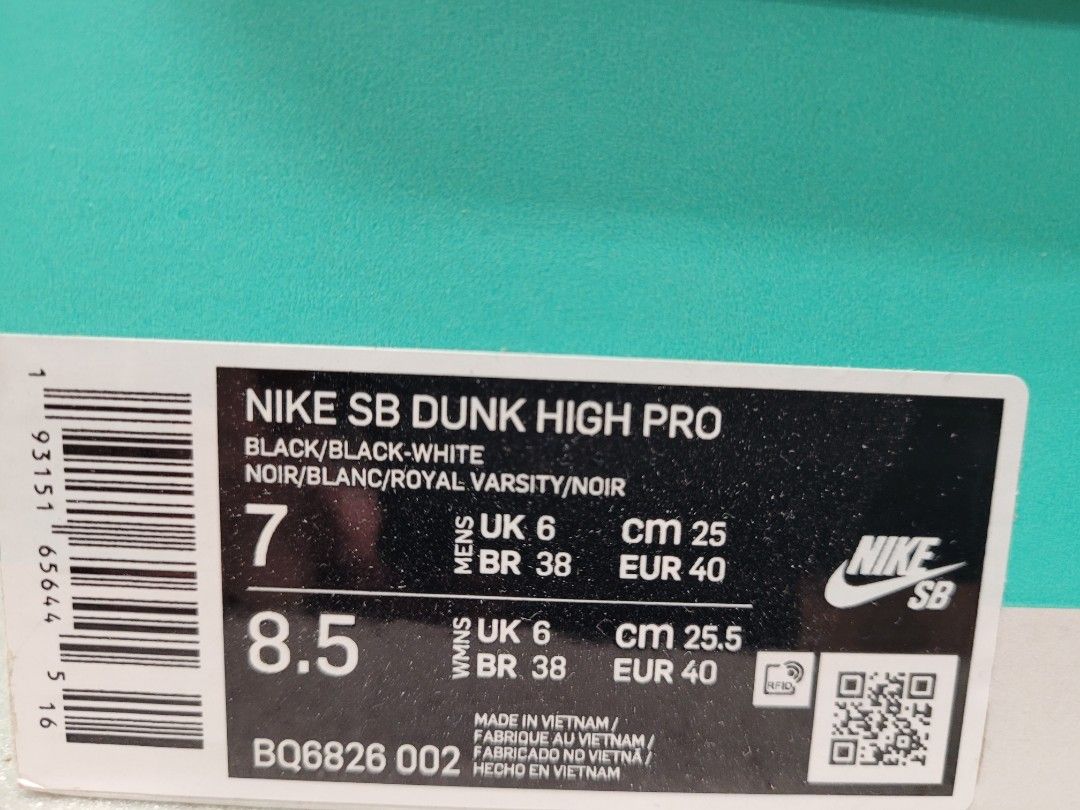 NIKE SB DUNK HIGH PRO
BLACK/BLACK-WHITE
NOIR/BLANC/ROYAL VARSITY/NOIR
7 MENS UK 6 cm 25
BR 38 EUR 40
8.5 WMNS UK 6 cm 25.5
BR 38 EUR 40
BQ6826 002
MADE IN VIETNAM /
FABRIQUE AU VIETNAM /
FABRICADO NO VIETNÃ /
HECHO EN VIETNAM
NIKE
SB
RFID
1 93151 65644 5 16